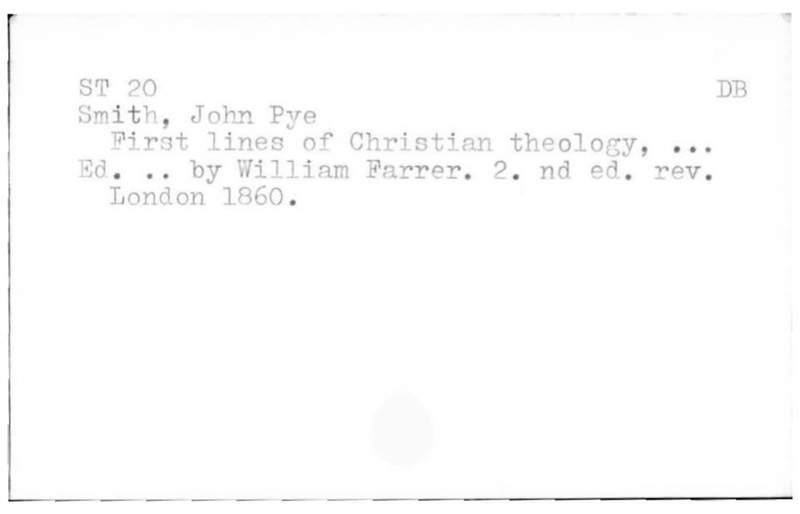 ST 20 DB
Smith, John Pye
First lines of Christian theology, ...
Ed. .. by William Farrer. 2. nd ed. rev.
London 1860.